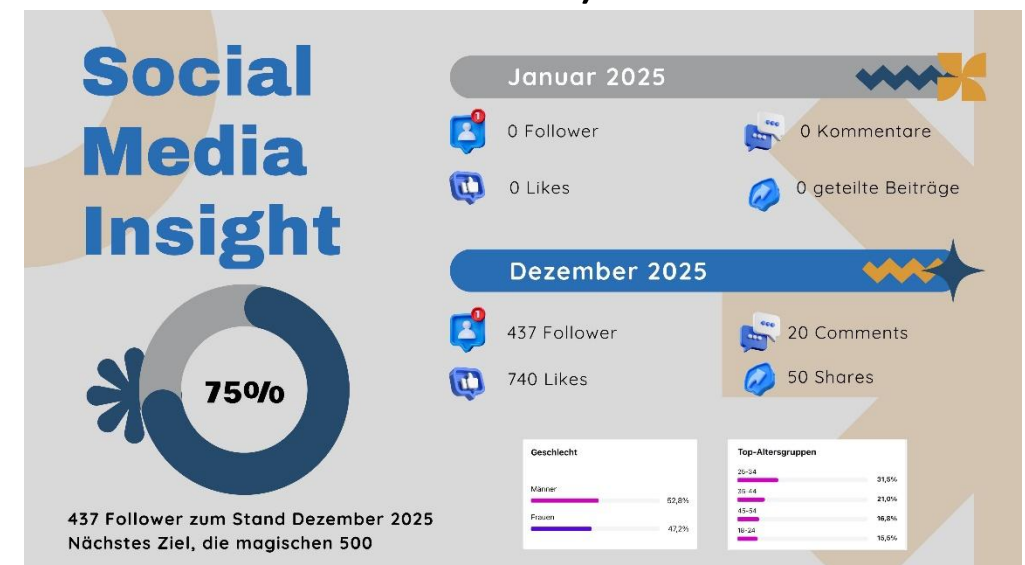 Social
Media
Insight
75%
437 Follower zum Stand Dezember 2025
Nächstes Ziel, die magischen 500
Januar 2025
1
0 Follower
0 Kommentare
0 Likes
0 geteilte Beiträge
Dezember 2025
1
437 Follower
20 Comments
740 Likes
50 Shares
Geschlecht
Männer
52,8%
Frauen
47,2%
Top-Altersgruppen
25-34
31,5%
35-44
21,0%
45-54
16,8%
18-24
15,5%